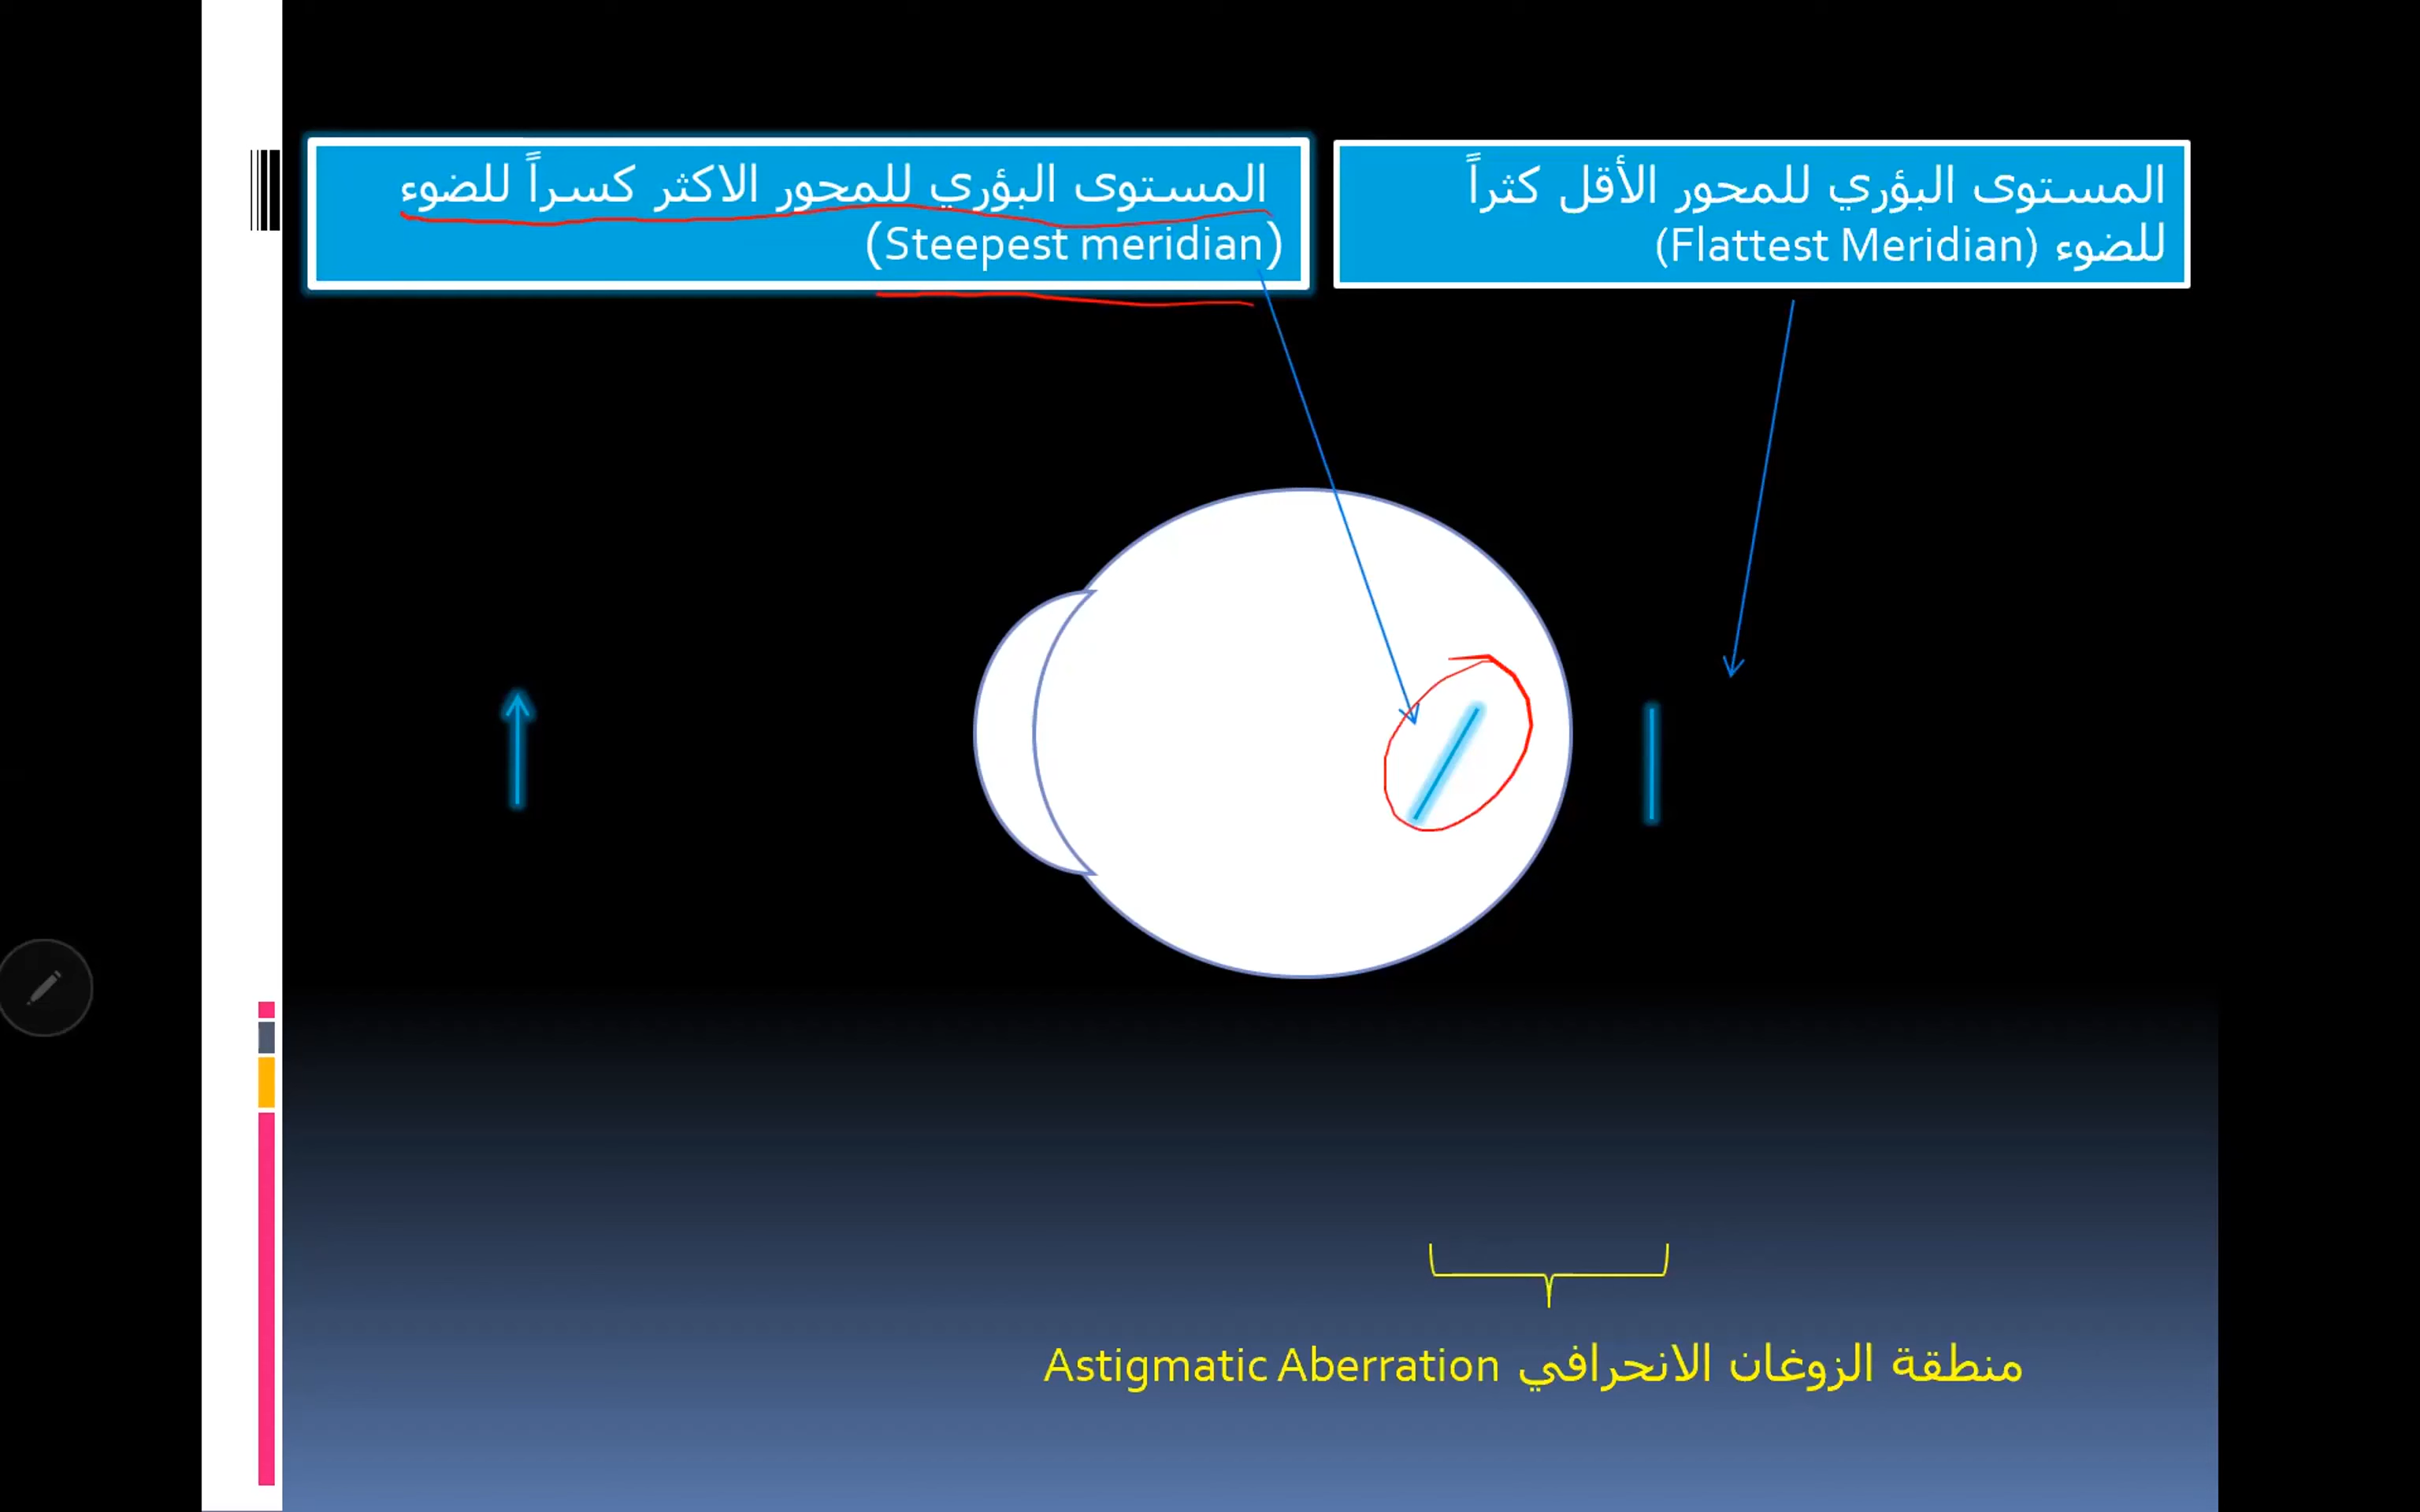 المستوى البؤري للمحور الأقل كثراً
للضوء (Flattest Meridian)
المستوى البؤري للمحور الاكثر كسراً للضوء
(Steepest meridian)
منطقة الزوغان الانحرافي Astigmatic Aberration